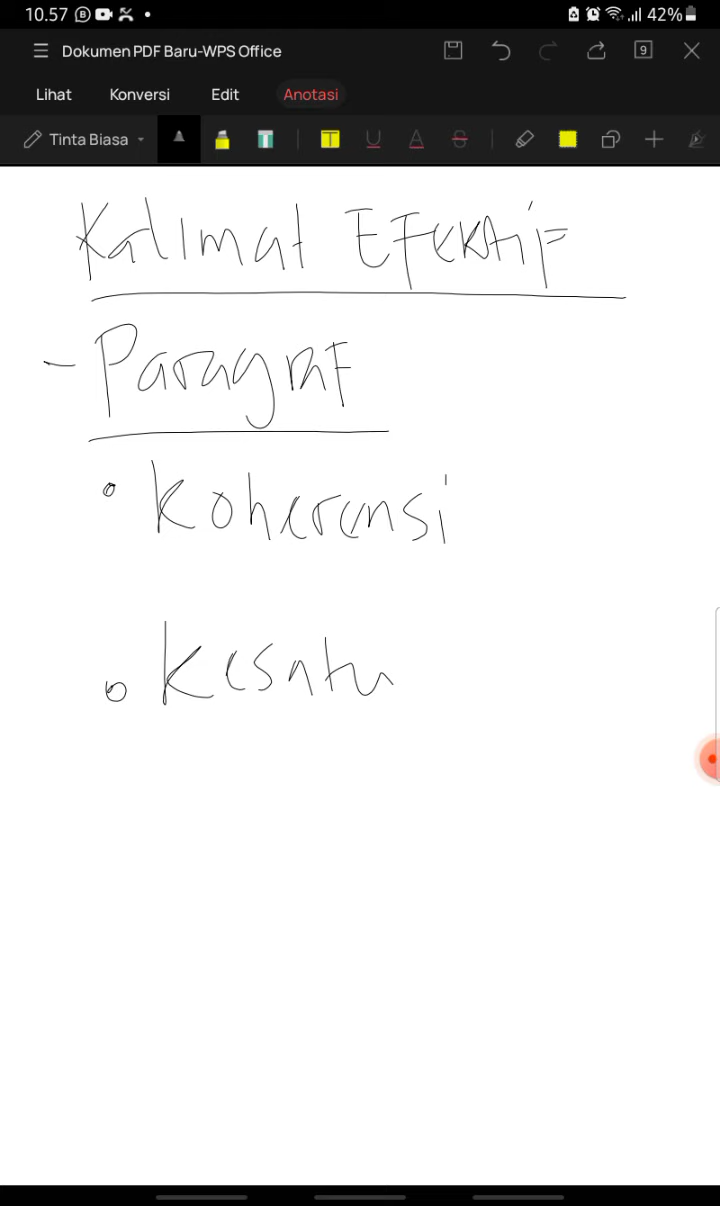 10.57 42%
Dokumen PDF Baru-WPS Office 9
Lihat Konversi Edit Anotasi
Tinta Biasa T U A S
Kalimat Efektif
- Paragraf
• Koherensi
• Kesatu